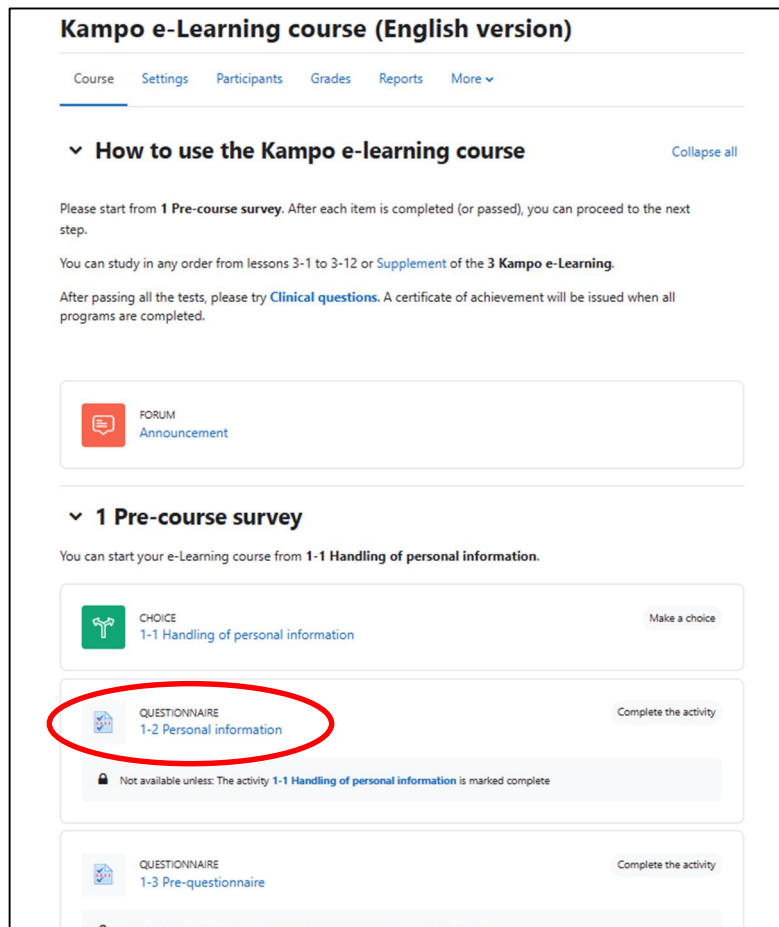 Kampo e-Learning course (English version)
Course Settings Participants Grades Reports More
How to use the Kampo e-learning course Collapse all
Please start from 1 Pre-course survey. After each item is completed (or passed), you can proceed to the next
step.
You can study in any order from lessons 3-1 to 3-12 or Supplement of the 3 Kampo e-Learning.
After passing all the tests, please try Clinical questions. A certificate of achievement will be issued when all
programs are completed.
FORUM
Announcement
1 Pre-course survey
You can start your e-Learning course from 1-1 Handling of personal information.
CHOICE Make a choice
1-1 Handling of personal information
QUESTIONNAIRE Complete the activity
1-2 Personal information
Not available unless: The activity 1-1 Handling of personal information is marked complete
QUESTIONNAIRE Complete the activity
1-3 Pre-questionnaire